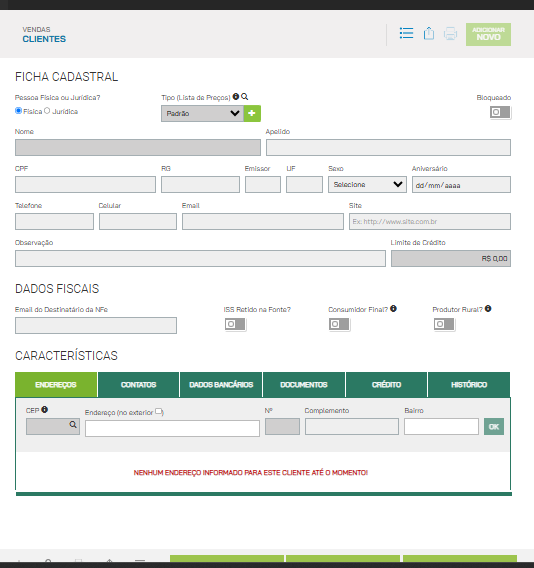 VENDAS
CLIENTES
ADICIONAR
NOVO
FICHA CADASTRAL
Pessoa Física ou Jurídica? Tipo (Lista de Preços) Bloqueado
Física Jurídica Padrão
Nome Apelido
CPF RG Emissor UF Sexo Aniversário
Selecione dd/mm/aaaa
Telefone Celular Email Site
Ex: http://www.site.com.br
Observação Limite de Crédito
R$ 0,00
DADOS FISCAIS
Email do Destinatário da NFe ISS Retido na Fonte? Consumidor Final? Produtor Rural?
CARACTERÍSTICAS
ENDEREÇOS CONTATOS DADOS BANCÁRIOS DOCUMENTOS CRÉDITO HISTÓRICO
CEP Endereço (no exterior ) Nº Complemento Bairro
OK
NENHUM ENDEREÇO INFORMADO PARA ESTE CLIENTE ATÉ O MOMENTO!